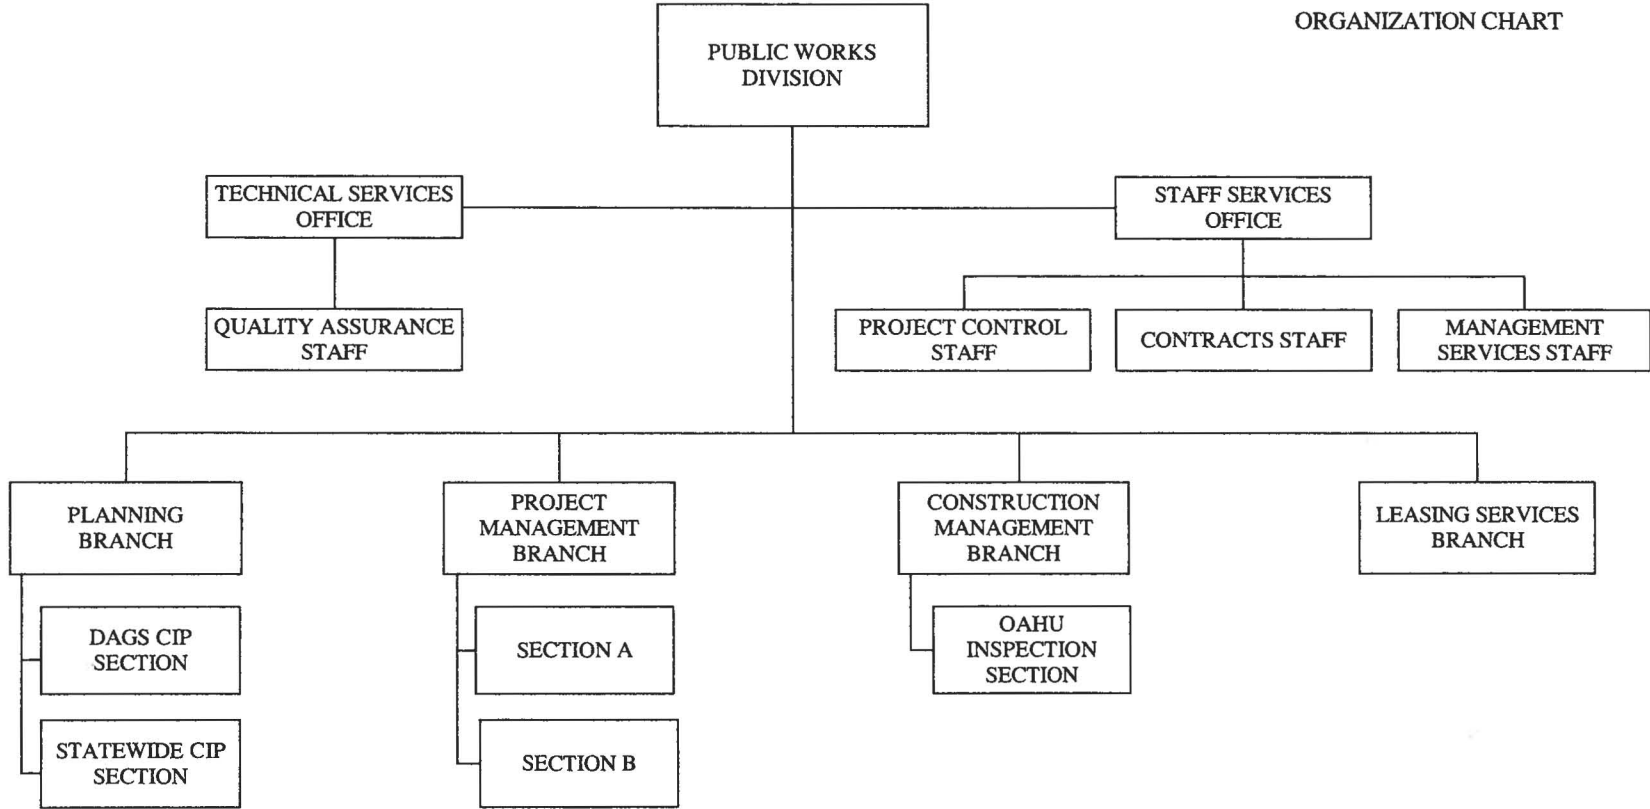 ORGANIZATION CHART
PUBLIC WORKS
DIVISION
TECHNICAL SERVICES
OFFICE
STAFF SERVICES
OFFICE
QUALITY ASSURANCE
STAFF
PROJECT CONTROL
STAFF
CONTRACTS STAFF
MANAGEMENT
SERVICES STAFF
PLANNING
BRANCH
PROJECT
MANAGEMENT
BRANCH
CONSTRUCTION
MANAGEMENT
BRANCH
LEASING SERVICES
BRANCH
DAGS CIP
SECTION
SECTION A
OAHU
INSPECTION
SECTION
STATEWIDE CIP
SECTION
SECTION B